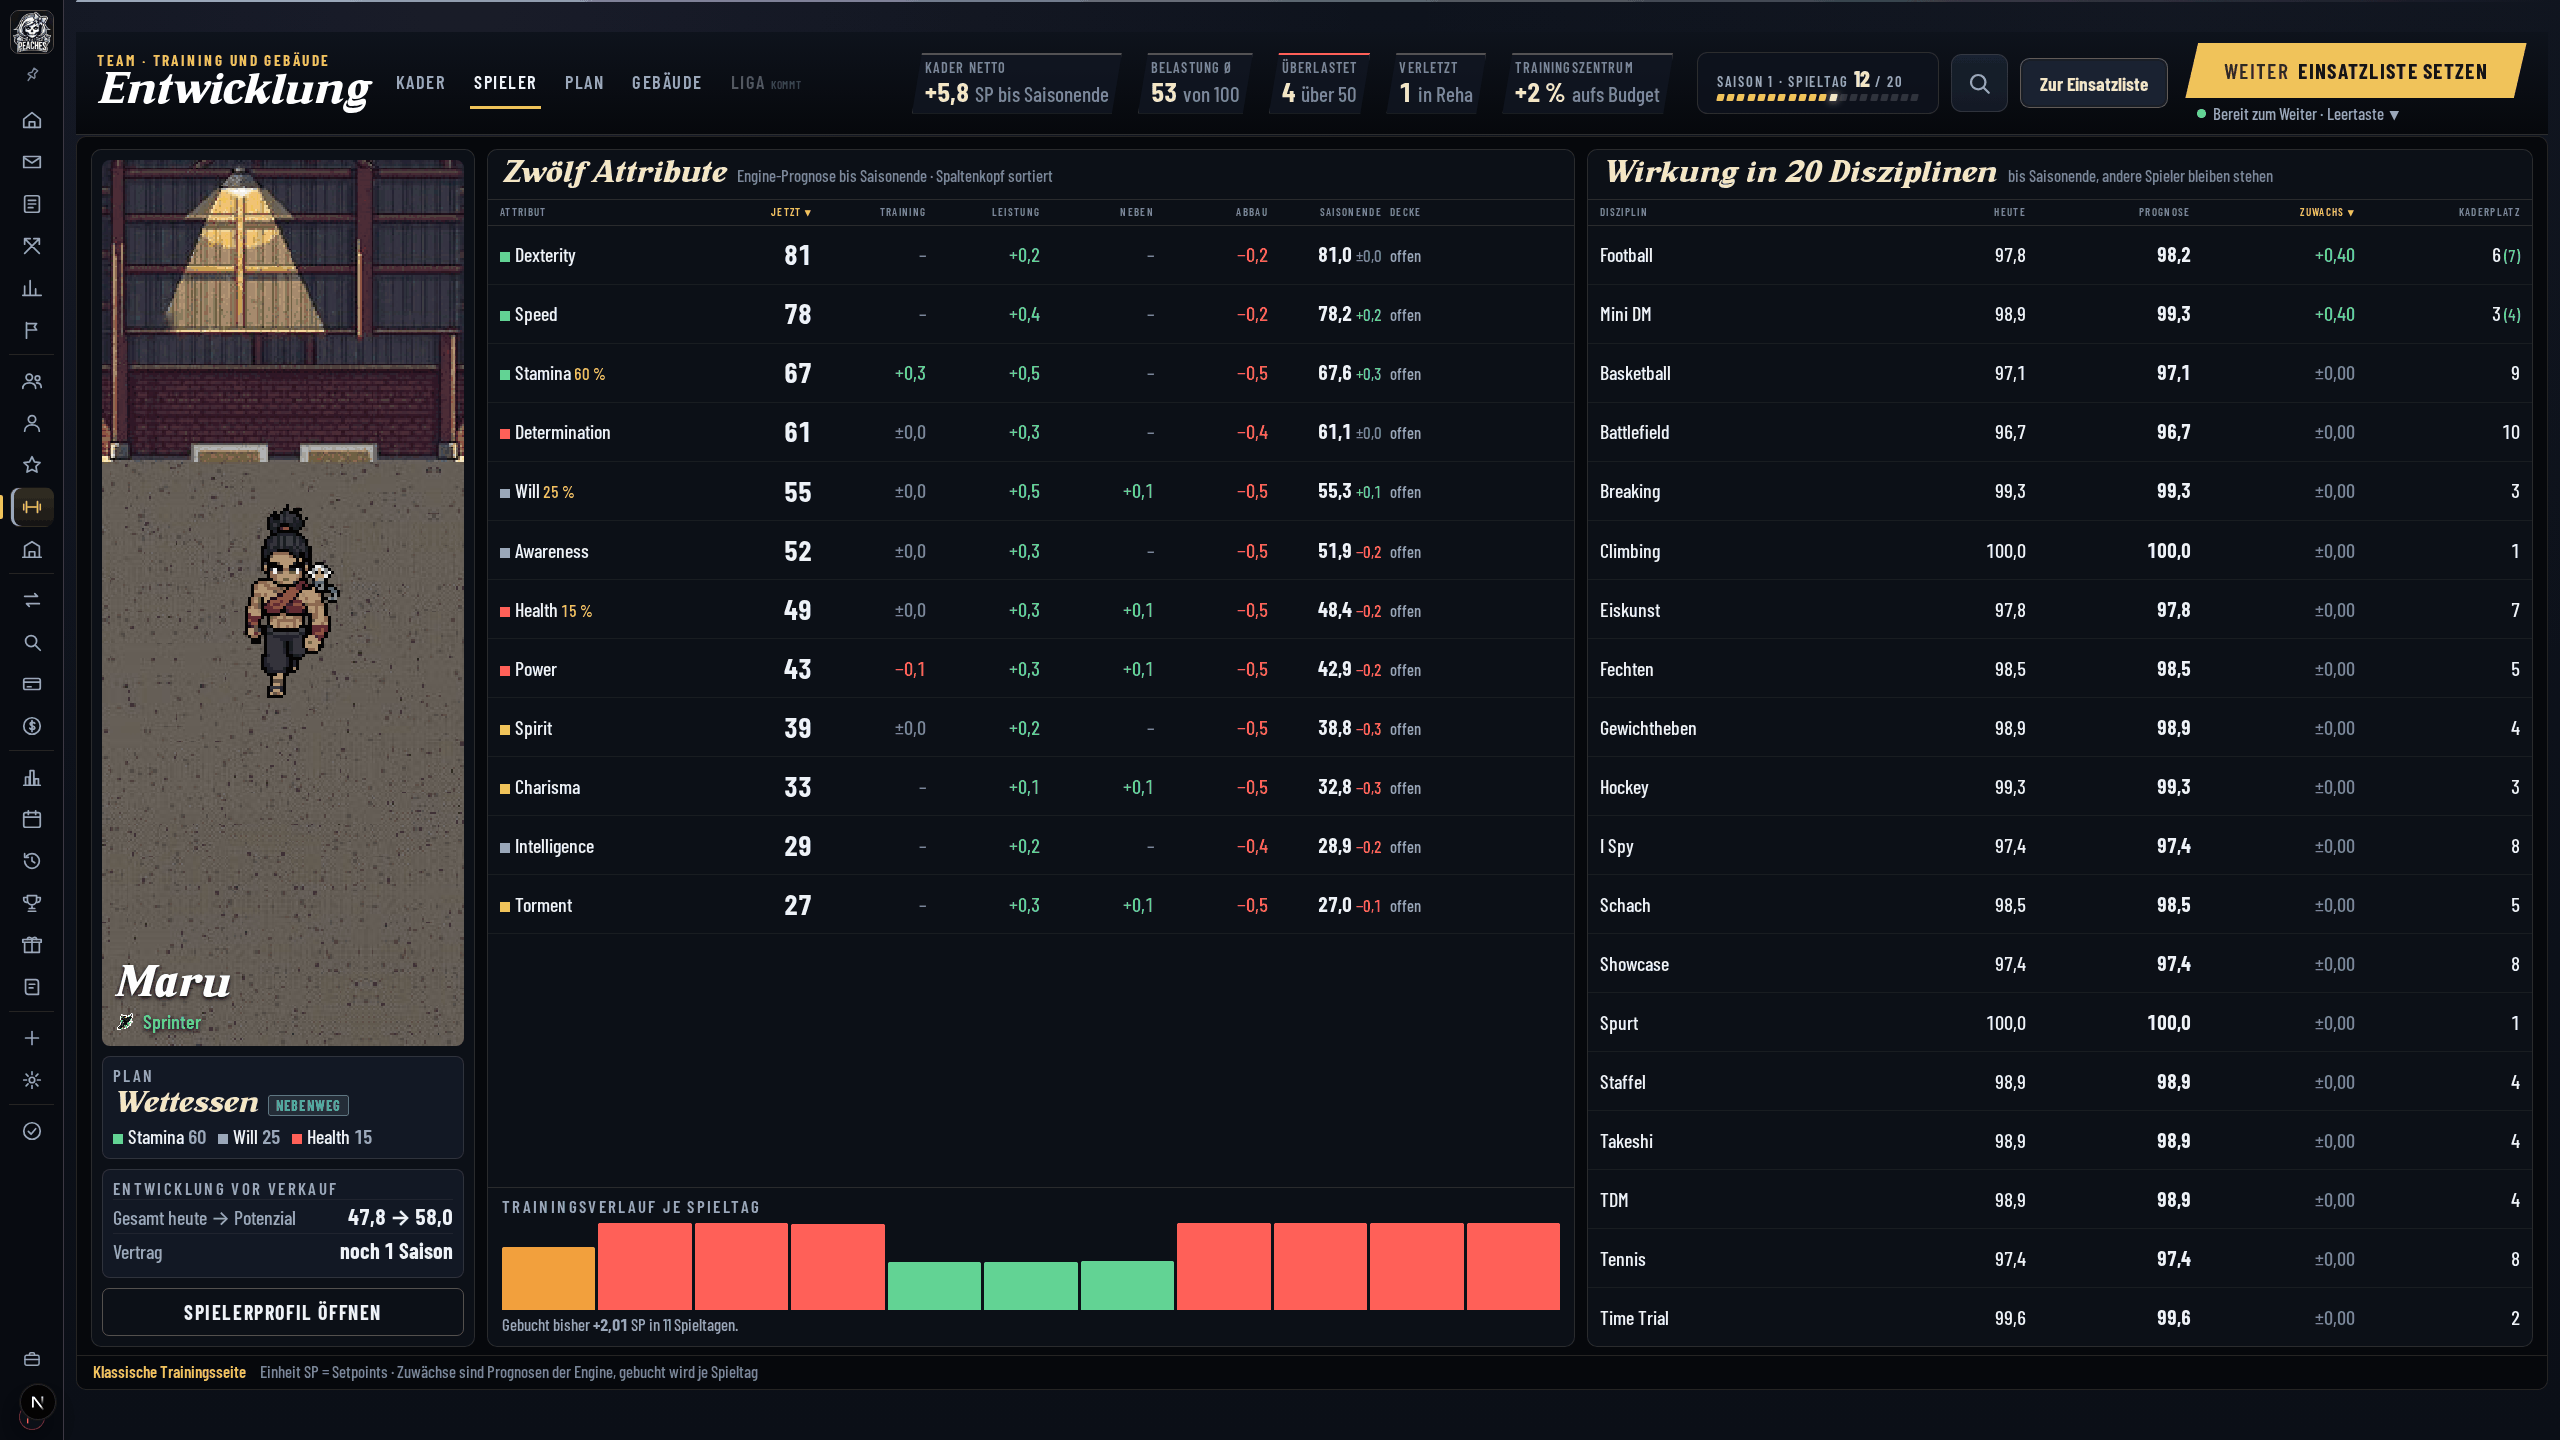 TEAM · TRAINING UND GEBÄUDE
Entwicklung
KADER SPIELER PLAN GEBÄUDE LIGA KOMMT
KADER NETTO
+5,8 SP bis Saisonende
BELASTUNG Ø
53 von 100
ÜBERLASTET
4 über 50
VERLETZT
1 in Reha
TRAININGSZENTRUM
+2 % aufs Budget
SAISON 1 · SPIELTAG 12 / 20
Zur Einsatzliste
WEITER EINSATZLISTE SETZEN
Bereit zum Weiter · Leertaste ▼
Maru
Sprinter
PLAN
Wettessen NEBENWEG
Stamina 60 Will 25 Health 15
ENTWICKLUNG VOR VERKAUF
Gesamt heute → Potenzial 47,8 → 58,0
Vertrag noch 1 Saison
SPIELERPROFIL ÖFFNEN
Zwölf Attribute Engine-Prognose bis Saisonende · Spaltenkopf sortiert
ATTRIBUT JETZT ▼ TRAINING LEISTUNG NEBEN ABBAU SAISONENDE DECKE
Dexterity 81 – +0,2 – −0,2 81,0 ±0,0 offen
Speed 78 – +0,4 – −0,2 78,2 +0,2 offen
Stamina 60 % 67 +0,3 +0,5 – −0,5 67,6 +0,3 offen
Determination 61 ±0,0 +0,3 – −0,4 61,1 ±0,0 offen
Will 25 % 55 ±0,0 +0,5 +0,1 −0,5 55,3 +0,1 offen
Awareness 52 ±0,0 +0,3 – −0,5 51,9 −0,2 offen
Health 15 % 49 ±0,0 +0,3 +0,1 −0,5 48,4 −0,2 offen
Power 43 −0,1 +0,3 +0,1 −0,5 42,9 −0,2 offen
Spirit 39 ±0,0 +0,2 – −0,5 38,8 −0,3 offen
Charisma 33 – +0,1 +0,1 −0,5 32,8 −0,3 offen
Intelligence 29 – +0,2 – −0,4 28,9 −0,2 offen
Torment 27 – +0,3 +0,1 −0,5 27,0 −0,1 offen
TRAININGSVERLAUF JE SPIELTAG
Gebucht bisher +2,01 SP in 11 Spieltagen.
Wirkung in 20 Disziplinen bis Saisonende, andere Spieler bleiben stehen
DISZIPLIN HEUTE PROGNOSE ZUWACHS ▼ KADERPLATZ
Football 97,8 98,2 +0,40 6 (7)
Mini DM 98,9 99,3 +0,40 3 (4)
Basketball 97,1 97,1 ±0,00 9
Battlefield 96,7 96,7 ±0,00 10
Breaking 99,3 99,3 ±0,00 3
Climbing 100,0 100,0 ±0,00 1
Eiskunst 97,8 97,8 ±0,00 7
Fechten 98,5 98,5 ±0,00 5
Gewichtheben 98,9 98,9 ±0,00 4
Hockey 99,3 99,3 ±0,00 3
I Spy 97,4 97,4 ±0,00 8
Schach 98,5 98,5 ±0,00 5
Showcase 97,4 97,4 ±0,00 8
Spurt 100,0 100,0 ±0,00 1
Staffel 98,9 98,9 ±0,00 4
Takeshi 98,9 98,9 ±0,00 4
TDM 98,9 98,9 ±0,00 4
Tennis 97,4 97,4 ±0,00 8
Time Trial 99,6 99,6 ±0,00 2
Klassische Trainingsseite Einheit SP = Setpoints · Zuwächse sind Prognosen der Engine, gebucht wird je Spieltag
N